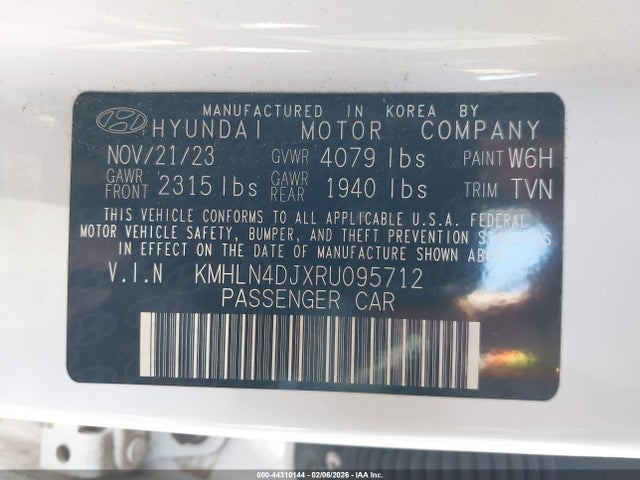 MANUFACTURED IN KOREA BY
HYUNDAI MOTOR COMPANY
NOV/21/23 GVWR 4079 lbs PAINT W6H
GAWR FRONT 2315 lbs GAWR REAR 1940 lbs TRIM TVN
THIS VEHICLE CONFORMS TO ALL APPLICABLE U.S.A. FEDERAL
MOTOR VEHICLE SAFETY, BUMPER, AND THEFT PREVENTION STANDARDS
IN EFFECT ON THE DATE OF MANUFACTURE SHOWN ABOVE.
V.I.N KMHLN4DJXRU095712
PASSENGER CAR
000-44310144 - 02/06/2026 - IAA Inc.